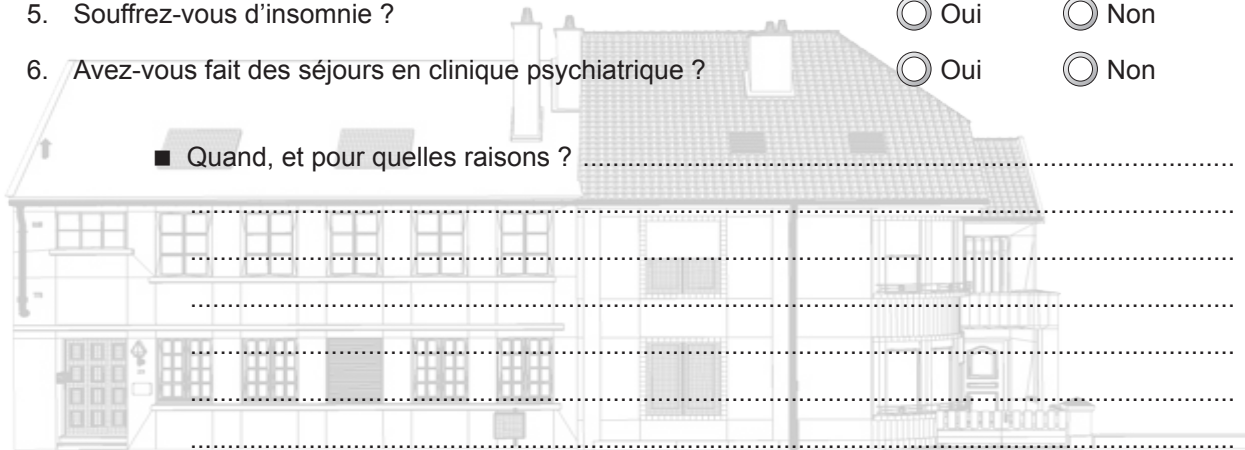 5. Souffrez-vous d’insomnie ? Oui Non
6. Avez-vous fait des séjours en clinique psychiatrique ? Oui Non
■ Quand, et pour quelles raisons ? ..........................................................................................
..........................................................................................
..........................................................................................
..........................................................................................
..........................................................................................
..........................................................................................
..........................................................................................